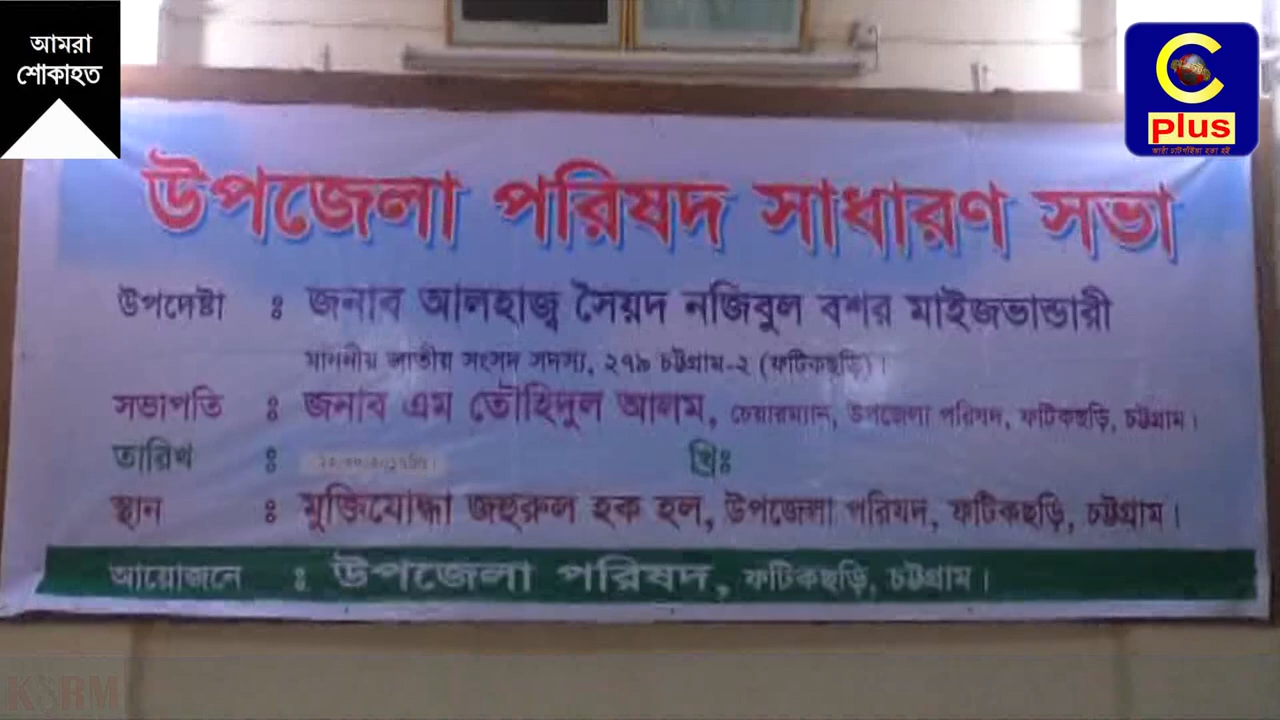 আমরা
শোকাহত
C
plus
উপজেলা পরিষদ সাধারণ সভা
উপদেষ্টা : জনাব আলহাজ্ব সৈয়দ নজিবুল বশর মাইজভান্ডারী
মাননীয় জাতীয় সংসদ সদস্য, ২৭৯ চট্টগ্রাম-২ (ফটিকছড়ি)।
সভাপতি : জনাব এম তৌহিদুল আলম, চেয়ারম্যান, উপজেলা পরিষদ, ফটিকছড়ি, চট্টগ্রাম।
তারিখ : খ্রিঃ
স্থান : মুক্তিযোদ্ধা জহুরুল হক হল, উপজেলা পরিষদ, ফটিকছড়ি, চট্টগ্রাম।
আয়োজনে : উপজেলা পরিষদ, ফটিকছড়ি, চট্টগ্রাম।
KSRM